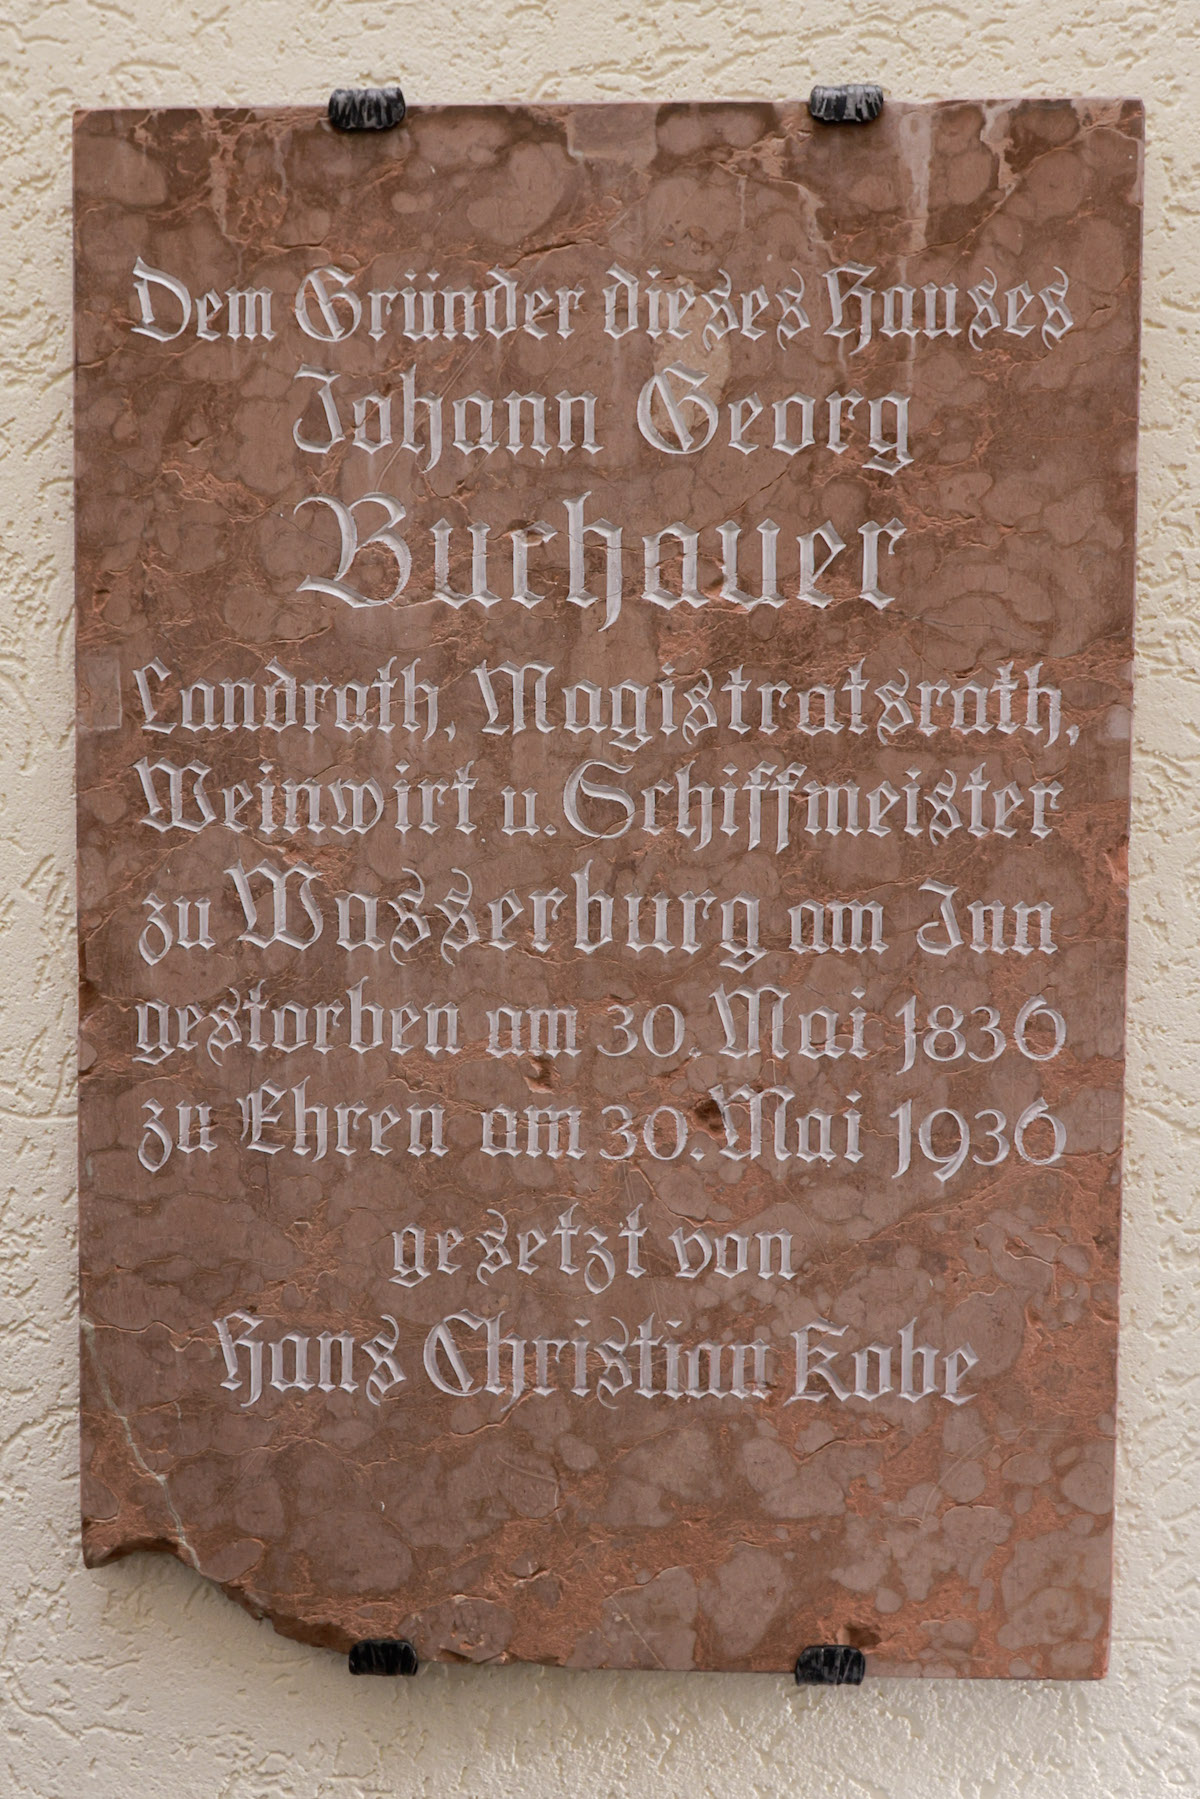 Dem Gründer dieses Hauses
Johann Georg
Buchauer
Landrath, Magistratsrath,
Weinwirt u. Schiffmeister
zu Wasserburg am Inn
gestorben am 30. Mai 1836
zu Ehren am 30. Mai 1936
gesetzt von
Hans Christian Kobe